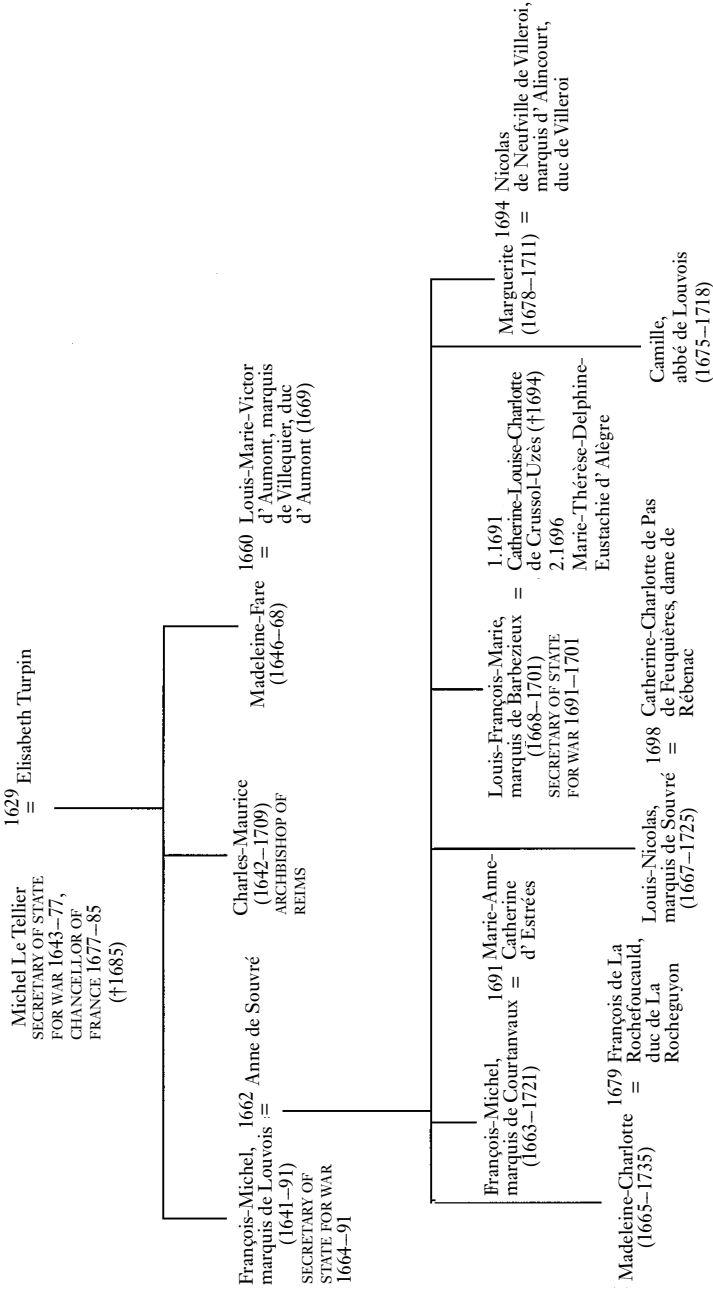 Michel Le Tellier
SECRETARY OF STATE
FOR WAR 1643–77,
CHANCELLOR OF
FRANCE 1677–85
(†1685)
1629
=
Elisabeth Turpin
François-Michel,
marquis de Louvois
(1641–91)
SECRETARY OF
STATE FOR WAR
1664–91
1662
=
Anne de Souvré
Charles-Maurice
(1642–1709)
ARCHBISHOP OF
REIMS
Madeleine-Fare
(1646–68)
1660
=
Louis-Marie-Victor
d'Aumont, marquis
de Villequier, duc
d'Aumont (1669)
François-Michel,
marquis de Courtanvaux
(1663–1721)
1691
=
Marie-Anne-
Catherine
d'Estrées
Louis-François-Marie,
marquis de Barbezieux
(1668–1701)
SECRETARY OF STATE
FOR WAR 1691–1701
=
1.1691
Catherine-Louise-Charlotte
de Crussol-Uzès (†1694)
2.1696
Marie-Thérèse-Delphine-
Eustachie d'Alègre
Marguerite
(1678–1711)
1694
=
Nicolas
de Neufville de Villeroi,
marquis d'Alincourt,
duc de Villeroi
Madeleine-Charlotte
(1665–1735)
1679
=
François de La
Rochefoucauld,
duc de La
Rocheguyon
Louis-Nicolas,
marquis de Souvré
(1667–1725)
1698
=
Catherine-Charlotte de Pas
de Feuquières, dame de
Rébenac
Camille,
abbé de Louvois
(1675–1718)